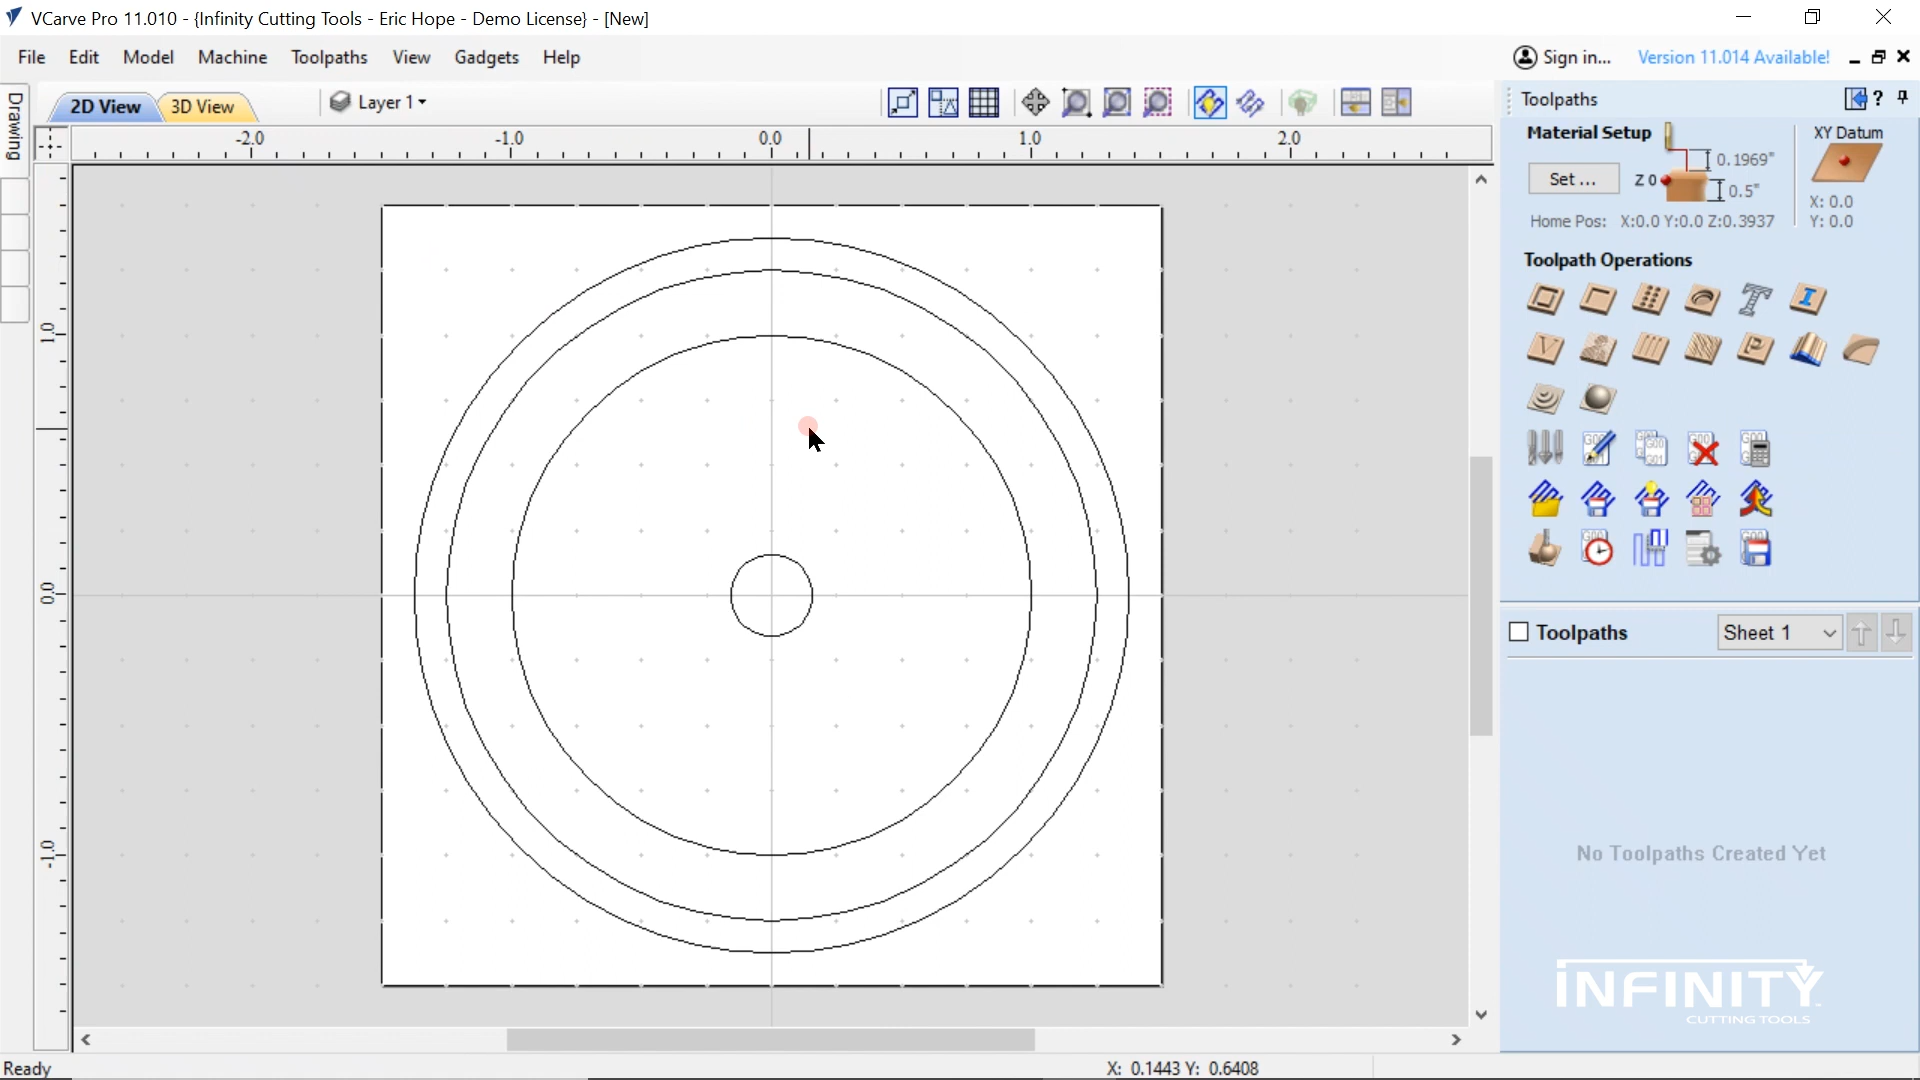 VCarve Pro 11.010 - {Infinity Cutting Tools - Eric Hope - Demo License} - [New]
File Edit Model Machine Toolpaths View Gadgets Help
Sign in... Version 11.014 Available!
Drawing
2D View 3D View Layer 1
-2.0 -1.0 0.0 1.0 2.0
1.0
0.0
-1.0
Toolpaths ?
Material Setup
XY Datum
0.1969"
Set ...
Z 0
0.5"
X: 0.0
Y: 0.0
Home Pos: X:0.0 Y:0.0 Z:0.3937
Toolpath Operations
Toolpaths Sheet 1
No Toolpaths Created Yet
INFINITY
CUTTING TOOLS
Ready
X: 0.1443 Y: 0.6408